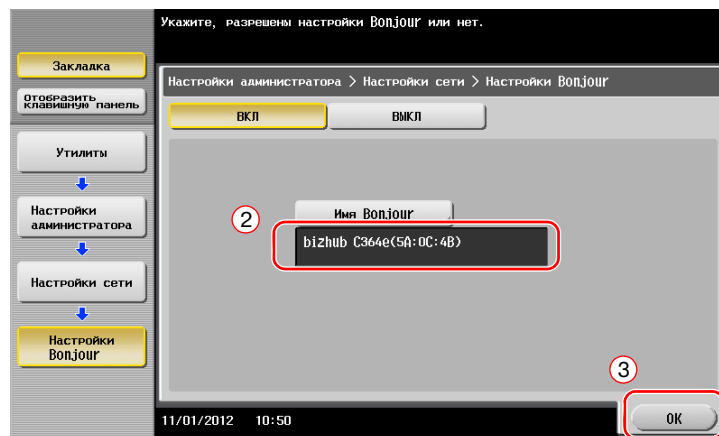 Укажите, разрешены настройки Bonjour или нет.
Закладка
Отобразить
клавишную панель
Настройки администратора > Настройки сети > Настройки Bonjour
ВКЛ
ВЫКЛ
Утилиты
Настройки
администратора
Настройки сети
Настройки
Bonjour
2
Имя Bonjour
bizhub C364e(5A:0C:4B)
3
OK
11/01/2012 10:50